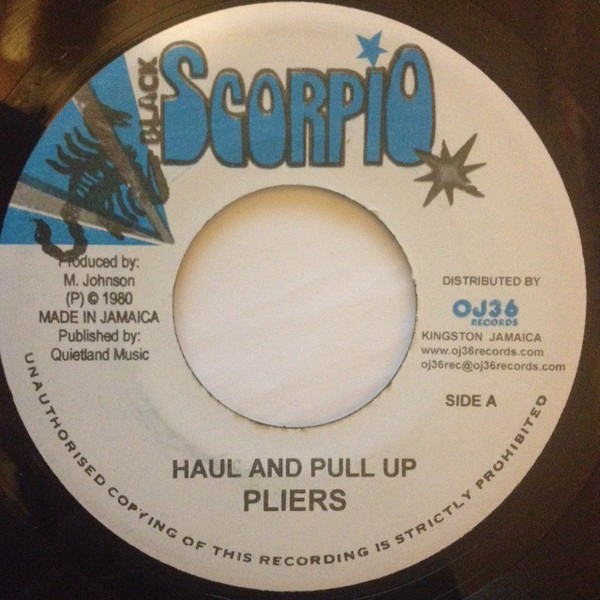 BLACK
SCORPIO
Produced by:
M. Johnson
(P) © 1980
MADE IN JAMAICA
Published by:
Quietland Music
DISTRIBUTED BY
OJ36
RECORDS
KINGSTON JAMAICA
www.oj36records.com
oj36rec@oj36records.com
SIDE A
HAUL AND PULL UP
PLIERS
UNAUTHORISED COPYING OF THIS RECORDING IS STRICTLY PROHIBITED